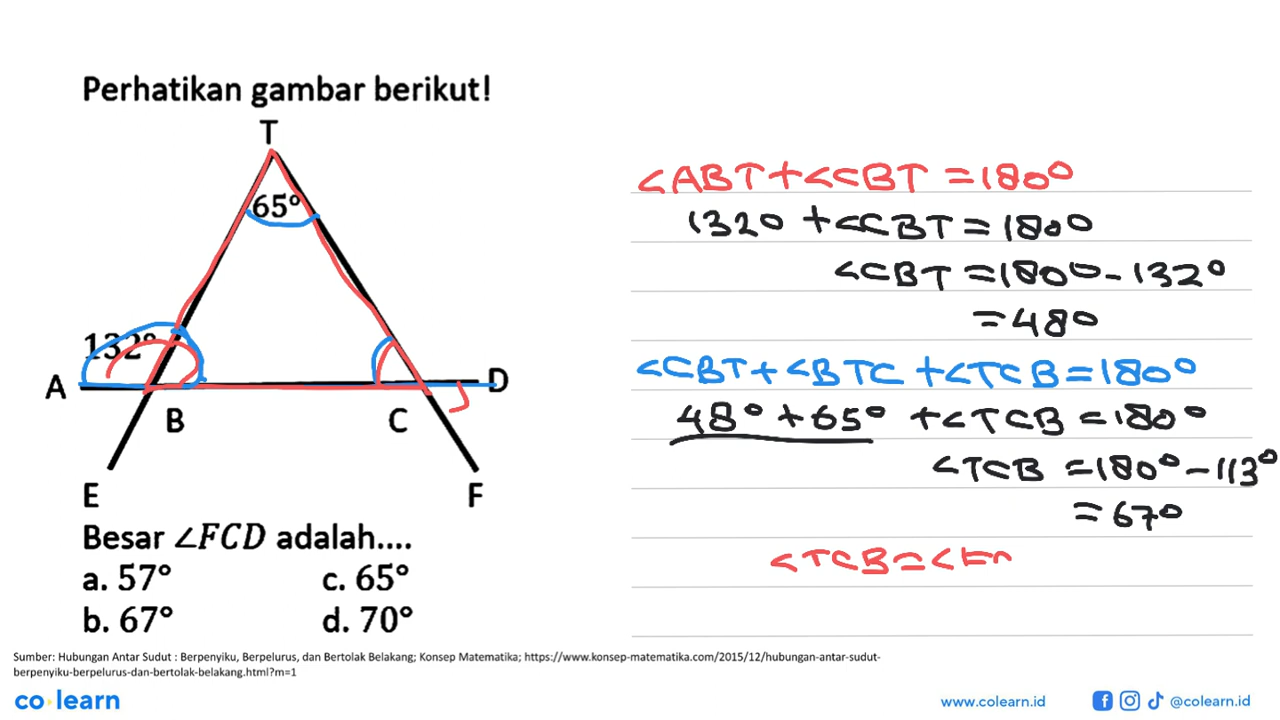 Perhatikan gambar berikut!
T
65°
132°
A
B
C
D
E
F
Besar ∠FCD adalah....
a. 57°
c. 65°
b. 67°
d. 70°
∠ABT + ∠CBT = 180°
132° + ∠CBT = 180°
∠CBT = 180° - 132°
= 48°
∠CBT + ∠BTC + ∠TCB = 180°
48° + 65° + ∠TCB = 180°
∠TCB = 180° - 113°
= 67°
∠TCB = ∠
Sumber: Hubungan Antar Sudut : Berpenyiku, Berpelurus, dan Bertolak Belakang; Konsep Matematika; https://www.konsep-matematika.com/2015/12/hubungan-antar-sudut-
berpenyiku-berpelurus-dan-bertolak-belakang.html?m=1
co learn
www.colearn.id
@colearn.id